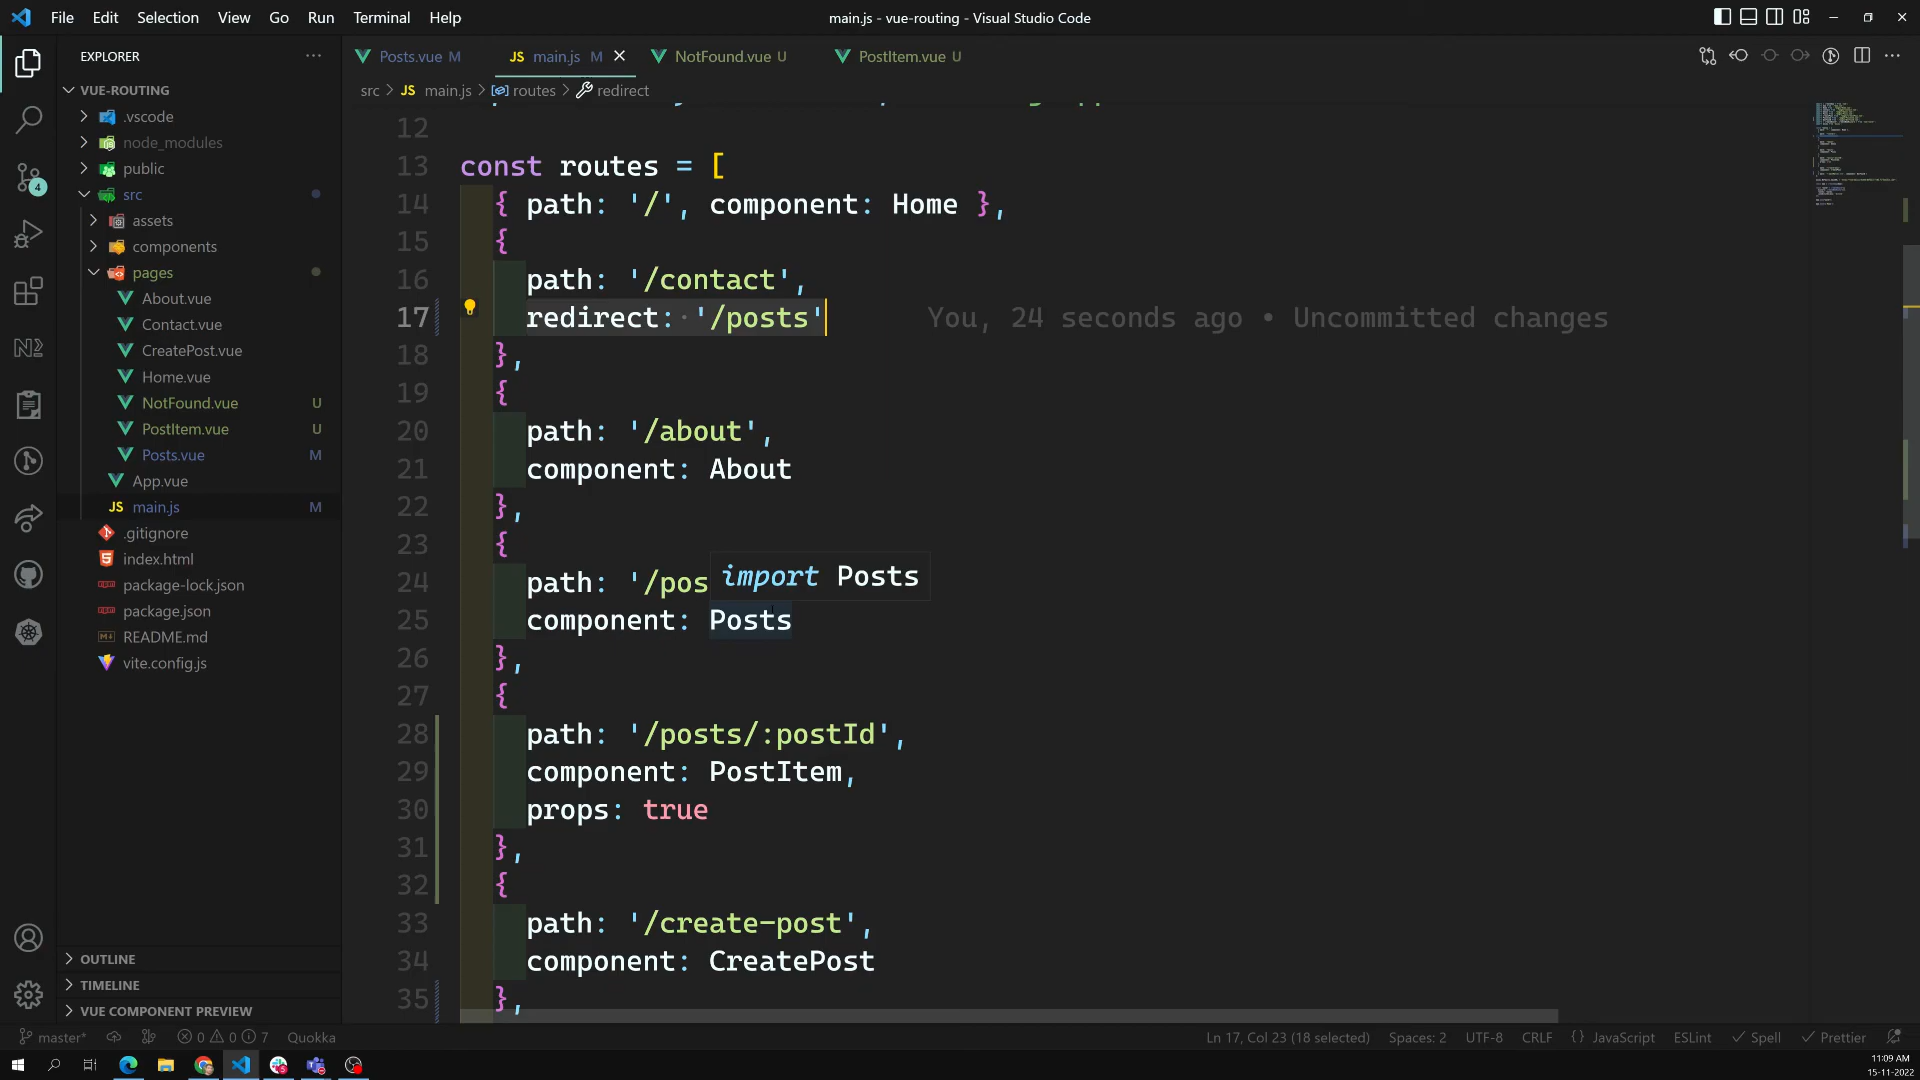 File Edit Selection View Go Run Terminal Help
main.js - vue-routing - Visual Studio Code
EXPLORER
VUE-ROUTING
.vscode
node_modules
public
src
assets
components
pages
About.vue
Contact.vue
CreatePost.vue
Home.vue
NotFound.vue U
PostItem.vue U
Posts.vue M
App.vue
JS main.js M
.gitignore
index.html
package-lock.json
package.json
README.md
vite.config.js
OUTLINE
TIMELINE
VUE COMPONENT PREVIEW
4
Posts.vue M
JS main.js M
NotFound.vue U
PostItem.vue U
src > JS main.js > routes > redirect
12
13 const routes = [
14 { path: '/', component: Home },
15 {
16 path: '/contact',
17 redirect: '/posts' You, 24 seconds ago • Uncommitted changes
18 },
19 {
20 path: '/about',
21 component: About
22 },
23 {
import Posts
24 path: '/pos
25 component: Posts
26 },
27 {
28 path: '/posts/:postId',
29 component: PostItem,
30 props: true
31 },
32 {
33 path: '/create-post',
34 component: CreatePost
35 },
master* 0 0 7 Quokka
Ln 17, Col 23 (18 selected) Spaces: 2 UTF-8 CRLF {} JavaScript ESLint Spell Prettier
11:09 AM
15-11-2022